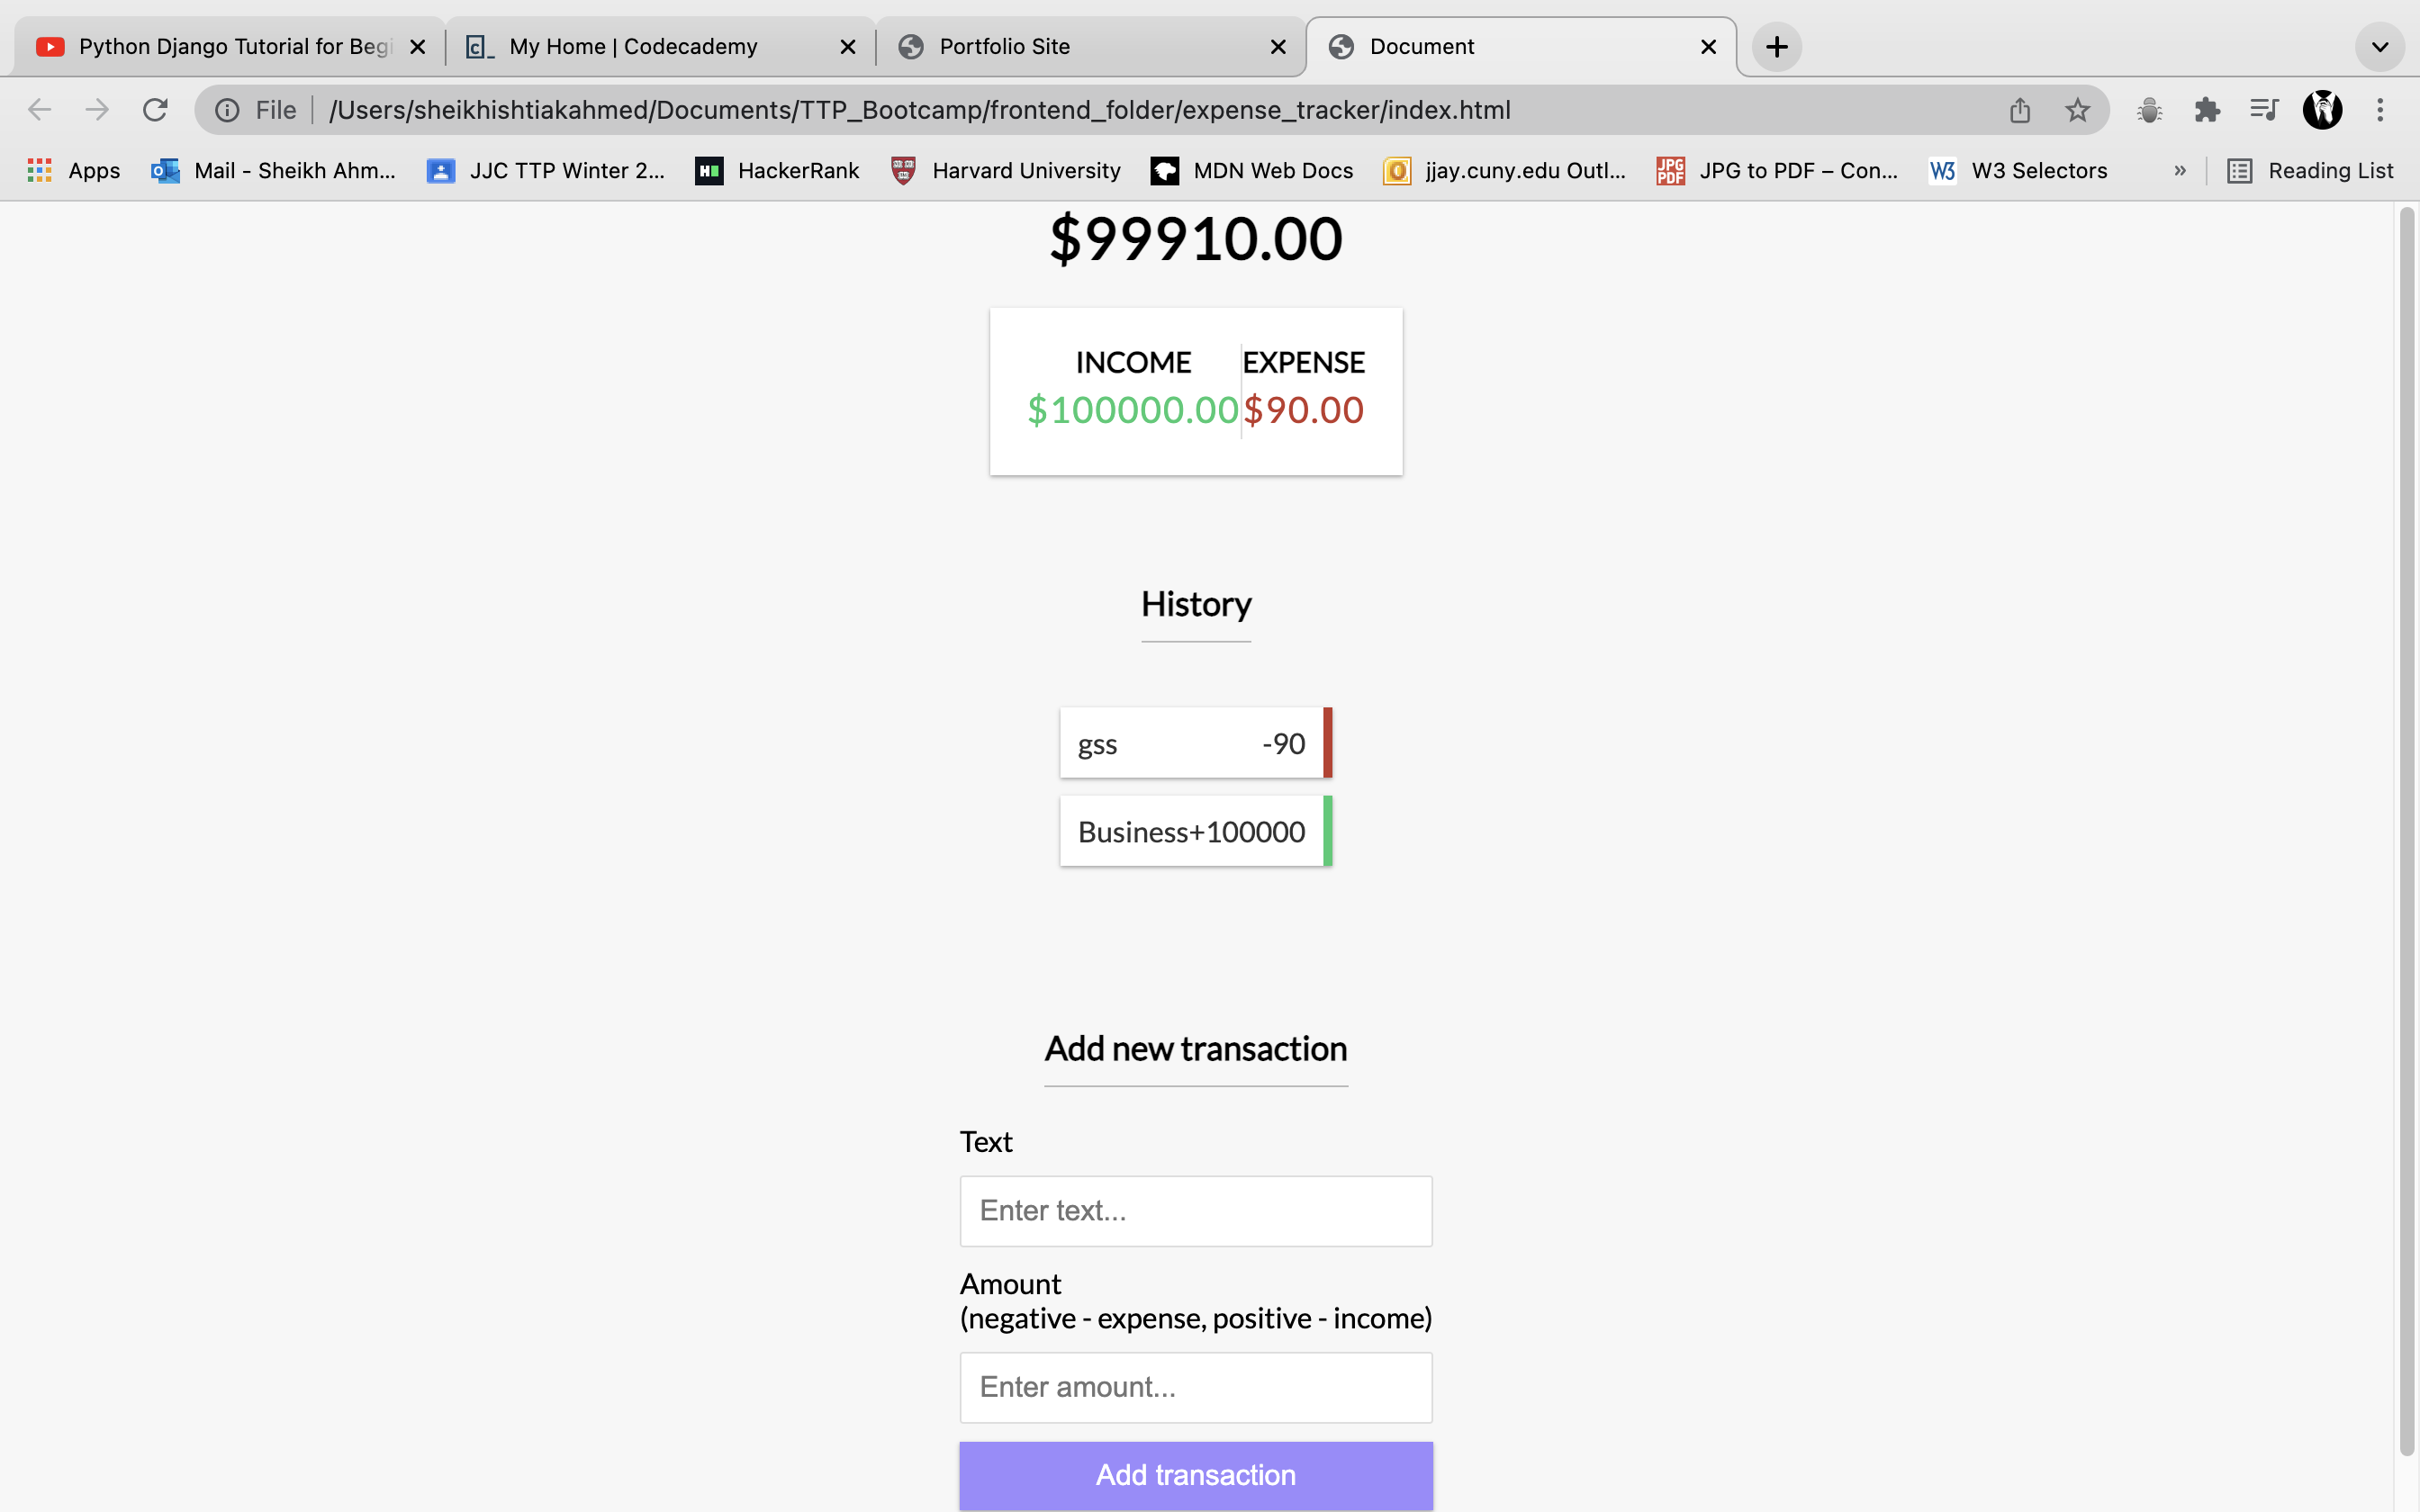 Python Django Tutorial for Begi
My Home | Codecademy
Portfolio Site
Document
File
/Users/sheikhishtiakahmed/Documents/TTP_Bootcamp/frontend_folder/expense_tracker/index.html
Apps
Mail - Sheikh Ahm...
JJC TTP Winter 2...
HackerRank
Harvard University
MDN Web Docs
jjay.cuny.edu Outl...
JPG to PDF – Con...
W3 Selectors
»
Reading List
$99910.00
INCOME EXPENSE
$100000.00 $90.00
History
gss -90
Business+100000
Add new transaction
Text
Enter text...
Amount
(negative - expense, positive - income)
Enter amount...
Add transaction